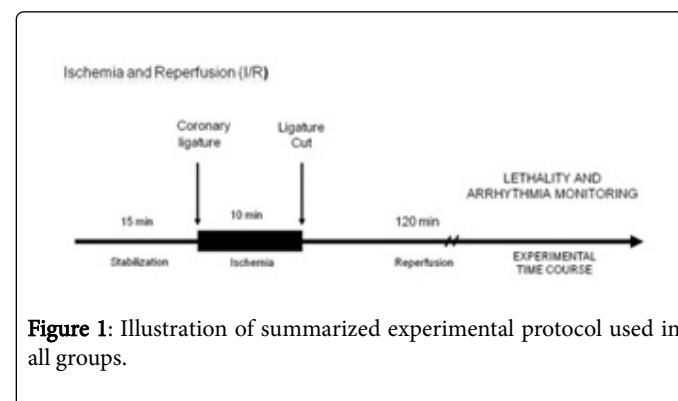 Ischemia and Reperfusion (I/R)
Coronary
ligature
Ligature
Cut
LETHALITY AND
ARRHYTHMIA MONITORING
15 min
10 min
120 min
Stabilization
Ischemia
Reperfusion
EXPERIMENTAL
TIME COURSE
Figure 1: Illustration of summarized experimental protocol used in
all groups.